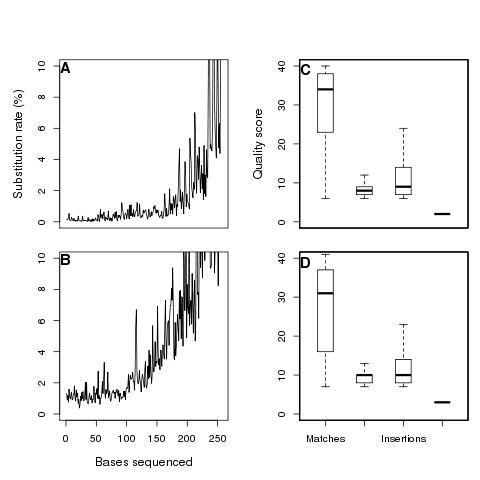 A
10
8
6
4
2
0
Substitution rate (%)
C
40
30
20
10
0
Quality score
B
10
8
6
4
2
0
0 50 100 150 200 250
Bases sequenced
D
40
30
20
10
0
Matches Insertions